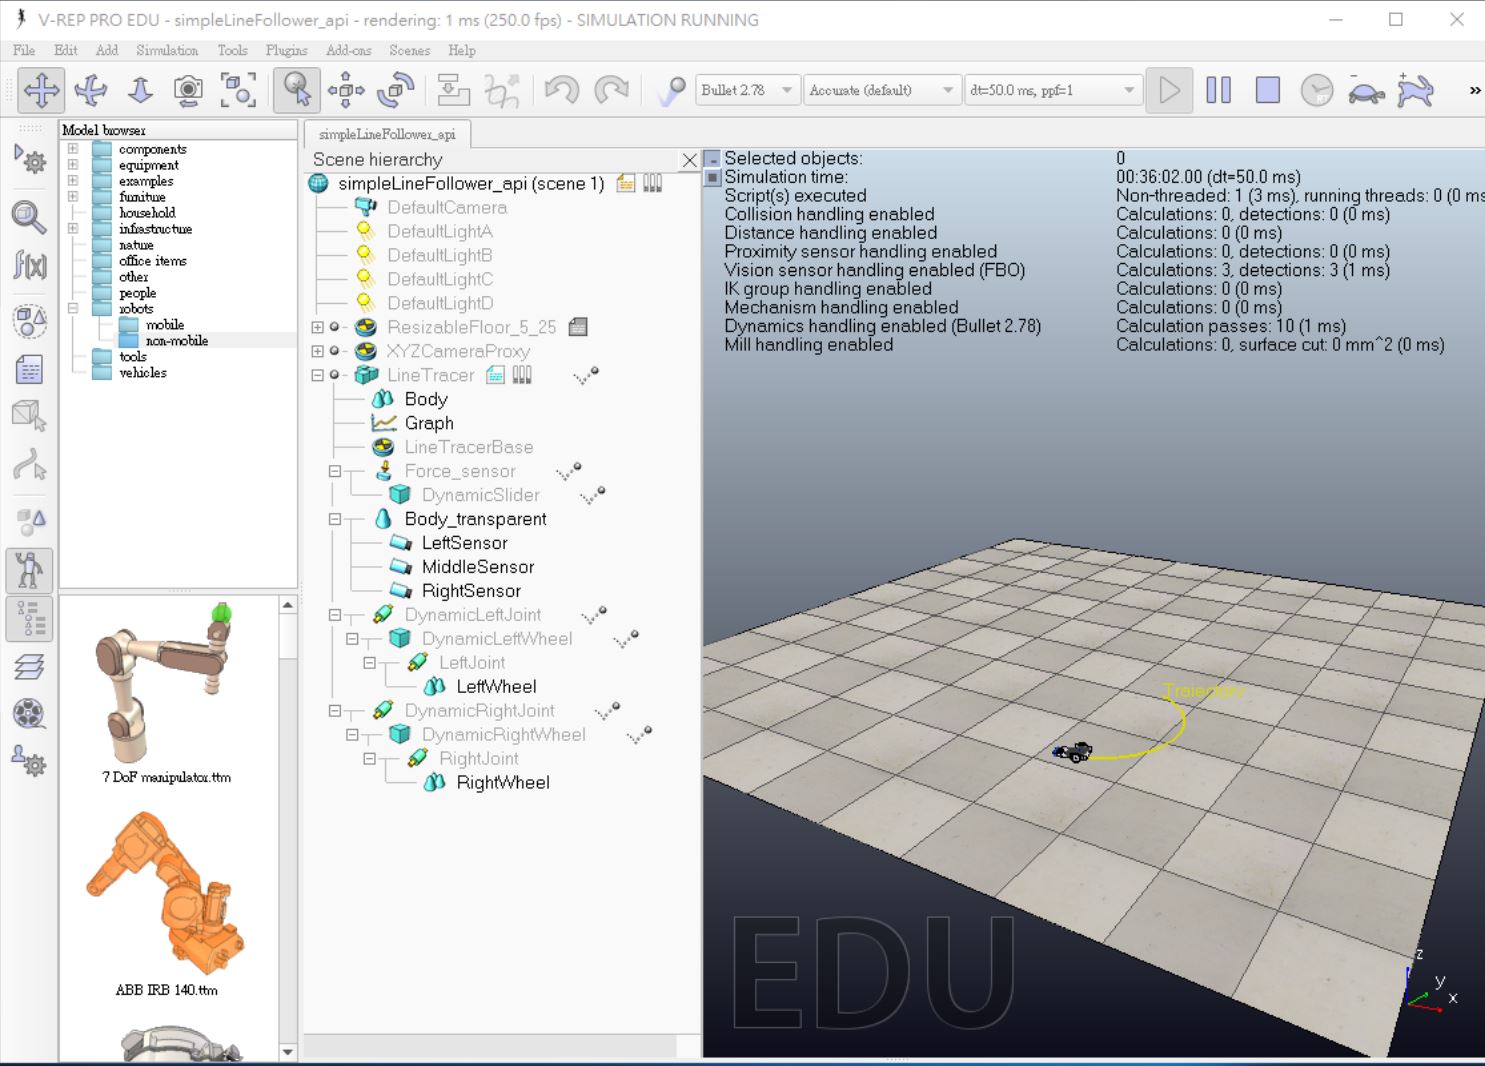 V-REP PRO EDU - simpleLineFollower_api - rendering: 1 ms (250.0 fps) - SIMULATION RUNNING
File Edit Add Simulation Tools Plugins Add-ons Scenes Help
Bullet 2.78 Accurate (default) dt=50.0 ms, ppf=1 »
Model browser
components
equipment
examples
furniture
household
infrastructure
nature
office items
other
people
robots
mobile
non-mobile
tools
vehicles
7 DoF manipulator.ttm
ABB IRB 140.ttm
simpleLineFollower_api
Scene hierarchy
simpleLineFollower_api (scene 1)
DefaultCamera
DefaultLightA
DefaultLightB
DefaultLightC
DefaultLightD
ResizableFloor_5_25
XYZCameraProxy
LineTracer
Body
Graph
LineTracerBase
Force_sensor
DynamicSlider
Body_transparent
LeftSensor
MiddleSensor
RightSensor
DynamicLeftJoint
DynamicLeftWheel
LeftJoint
LeftWheel
DynamicRightJoint
DynamicRightWheel
RightJoint
RightWheel
Selected objects: 0
Simulation time: 00:36:02.00 (dt=50.0 ms)
Script(s) executed Non-threaded: 1 (3 ms), running threads: 0 (0 ms
Collision handling enabled Calculations: 0, detections: 0 (0 ms)
Distance handling enabled Calculations: 0 (0 ms)
Proximity sensor handling enabled Calculations: 0, detections: 0 (0 ms)
Vision sensor handling enabled (FBO) Calculations: 3, detections: 3 (1 ms)
IK group handling enabled Calculations: 0 (0 ms)
Mechanism handling enabled Calculations: 0 (0 ms)
Dynamics handling enabled (Bullet 2.78) Calculation passes: 10 (1 ms)
Mill handling enabled Calculations: 0, surface cut: 0 mm^2 (0 ms)
Trajectory
EDU
z
y
x